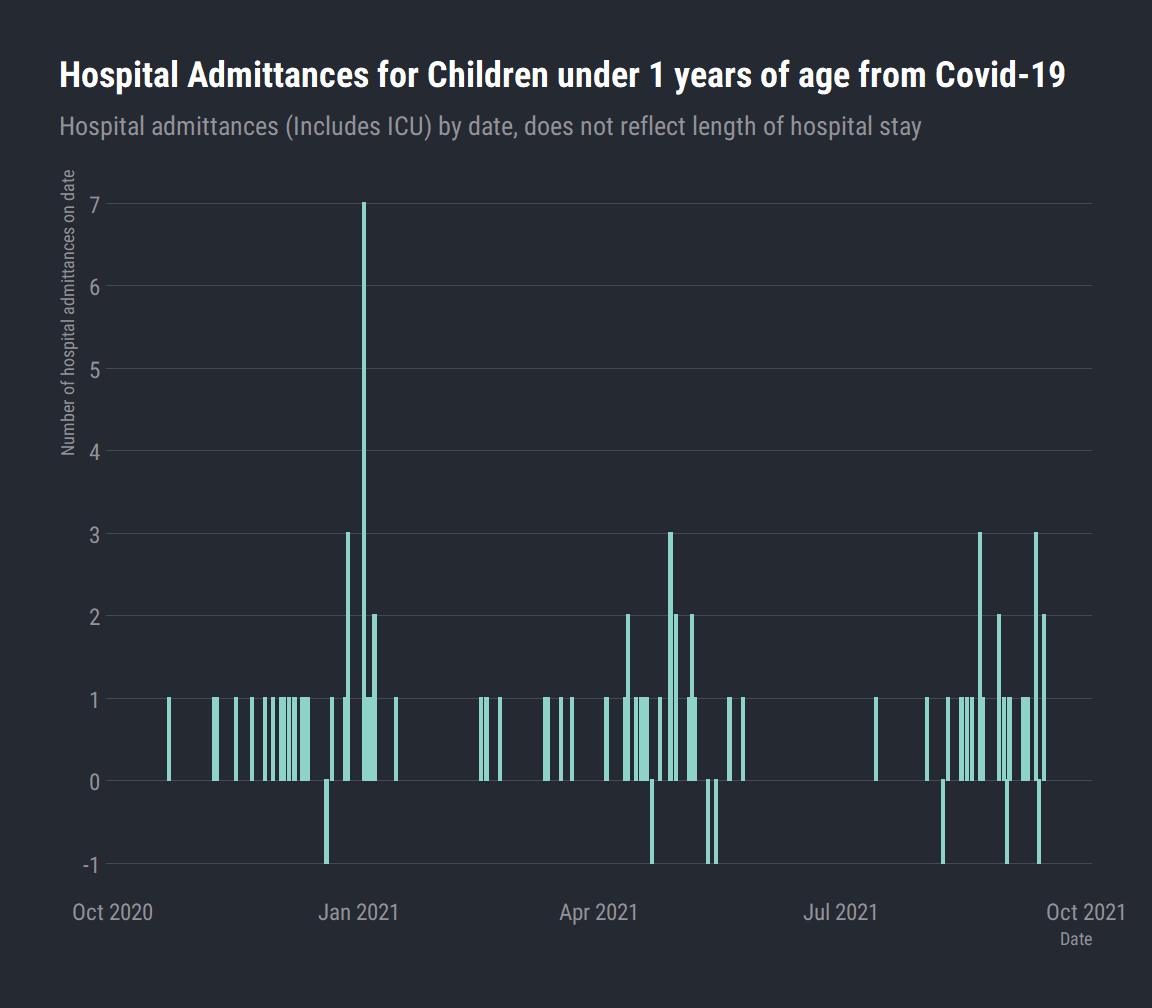 Hospital Admittances for Children under 1 years of age from Covid-19
Hospital admittances (Includes ICU) by date, does not reflect length of hospital stay
Number of hospital admittances on date
7
6
5
4
3
2
1
0
-1
Oct 2020 Jan 2021 Apr 2021 Jul 2021 Oct 2021
Date